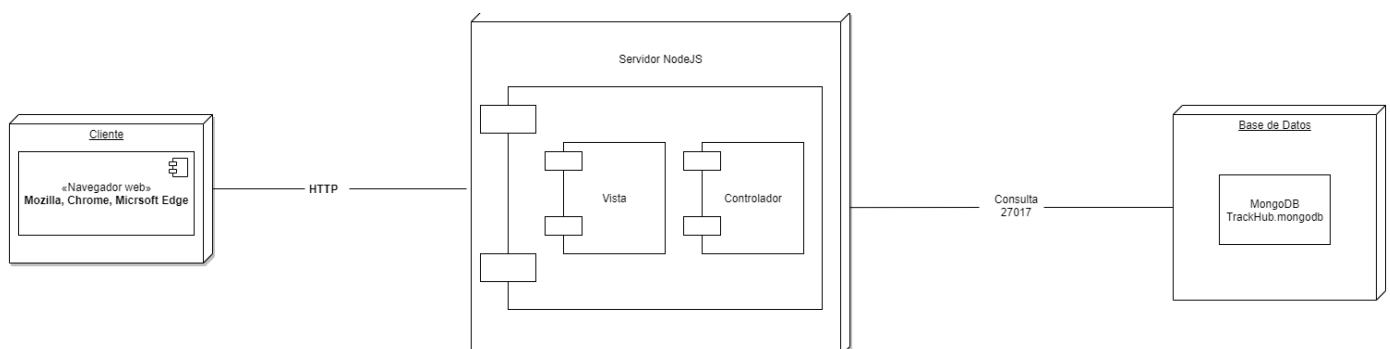 Servidor NodeJS
Cliente
«Navegador web»
Mozilla, Chrome, Micrsoft Edge
HTTP
Vista
Controlador
Consulta
27017
Base de Datos
MongoDB
TrackHub.mongodb